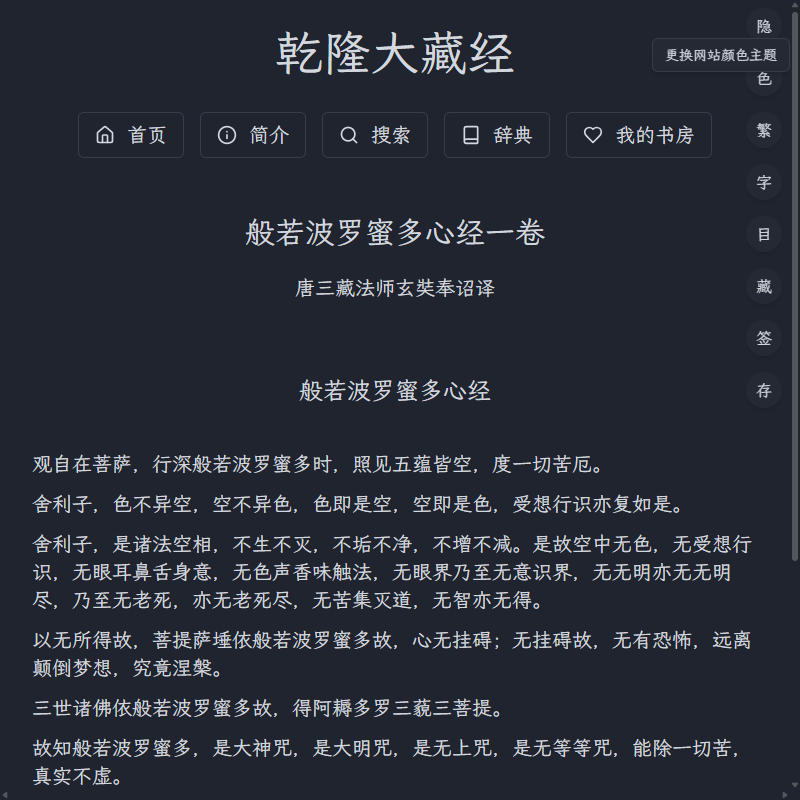 乾隆大藏经
首页
简介
搜索
辞典
我的书房
隐
更换网站颜色主题
色
繁
字
目
藏
签
存
般若波罗蜜多心经一卷
唐三藏法师玄奘奉诏译
般若波罗蜜多心经
观自在菩萨，行深般若波罗蜜多时，照见五蕴皆空，度一切苦厄。
舍利子，色不异空，空不异色，色即是空，空即是色，受想行识亦复如是。
舍利子，是诸法空相，不生不灭，不垢不净，不增不减。是故空中无色，无受想行
识，无眼耳鼻舌身意，无色声香味触法，无眼界乃至无意识界，无无明亦无无明
尽，乃至无老死，亦无老死尽，无苦集灭道，无智亦无得。
以无所得故，菩提萨埵依般若波罗蜜多故，心无挂碍；无挂碍故，无有恐怖，远离
颠倒梦想，究竟涅槃。
三世诸佛依般若波罗蜜多故，得阿耨多罗三藐三菩提。
故知般若波罗蜜多，是大神咒，是大明咒，是无上咒，是无等等咒，能除一切苦，
真实不虚。